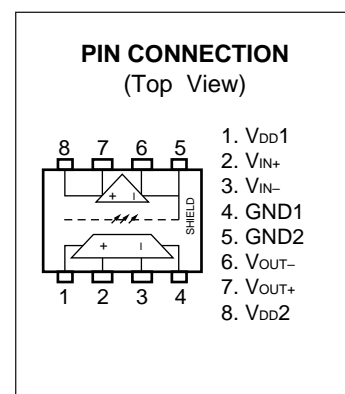 PIN CONNECTION
(Top View)
8 7 6 5
+ –
SHIELD
+ –
1 2 3 4
1. VDD1
2. VIN+
3. VIN–
4. GND1
5. GND2
6. VOUT–
7. VOUT+
8. VDD2